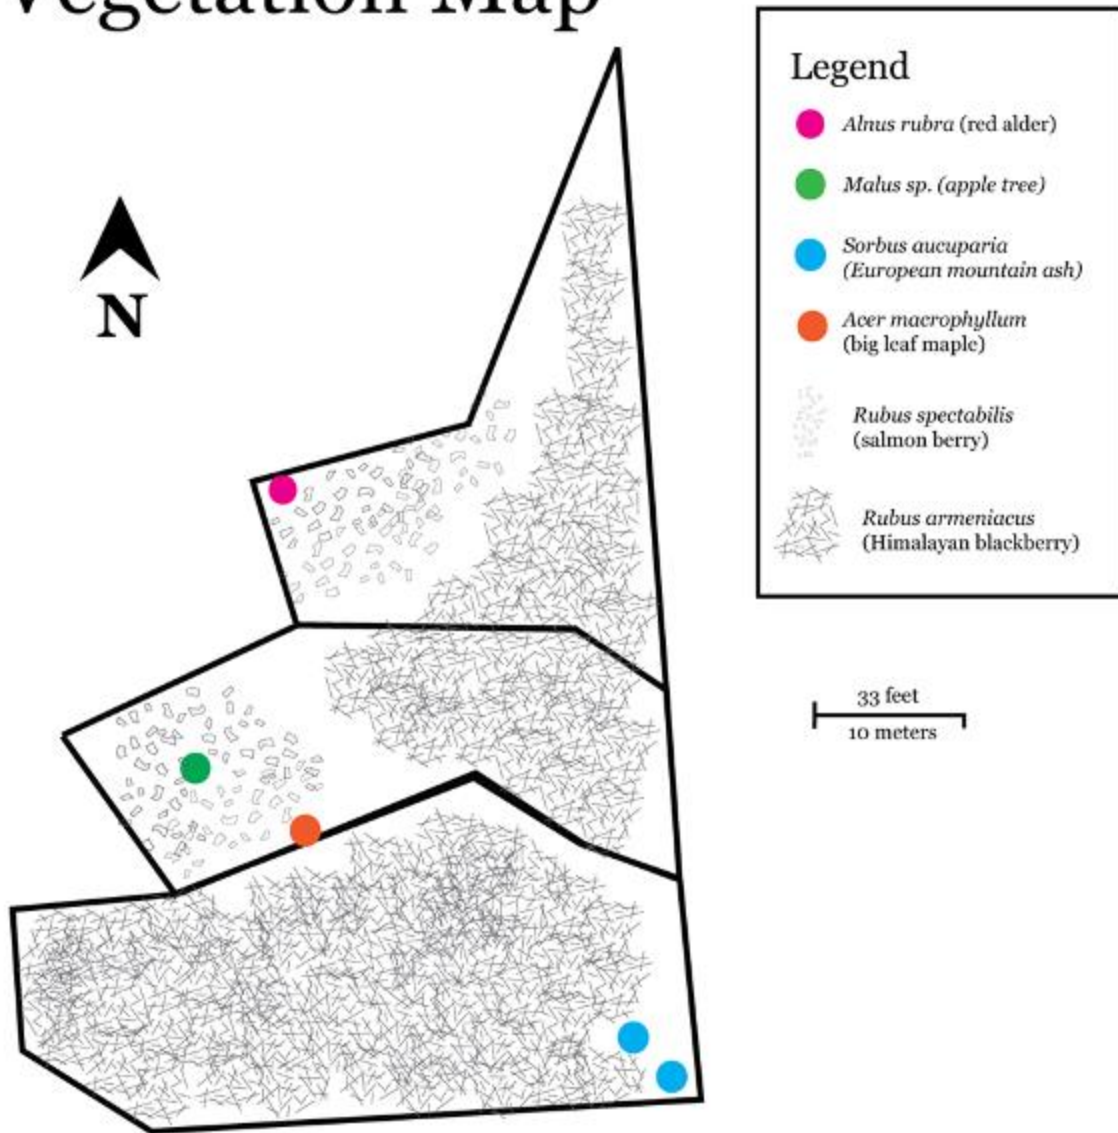 Vegetation Map
Legend
Alnus rubra (red alder)
Malus sp. (apple tree)
Sorbus aucuparia
(European mountain ash)
Acer macrophyllum
(big leaf maple)
Rubus spectabilis
(salmon berry)
Rubus armeniacus
(Himalayan blackberry)
N
33 feet
10 meters